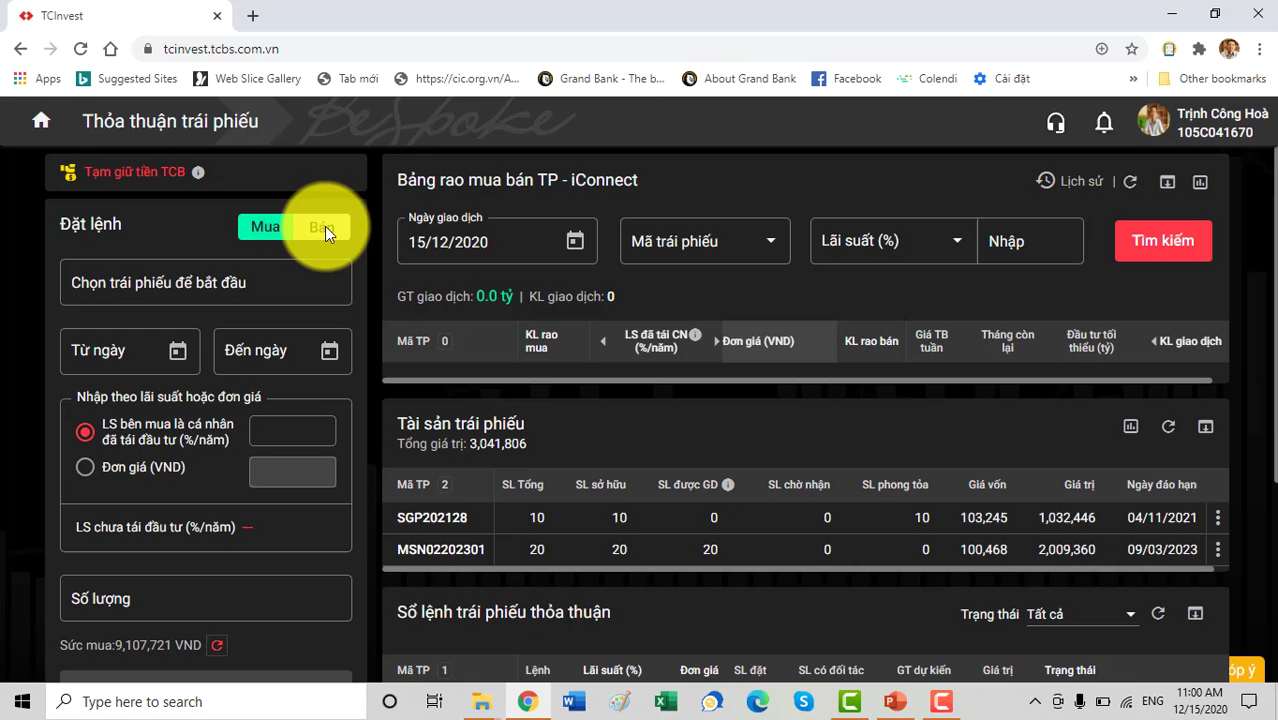 TCInvest
tcinvest.tcbs.com.vn
Apps
Suggested Sites
Web Slice Gallery
Tab mới
https://cic.org.vn/A...
Grand Bank - The b...
About Grand Bank
Facebook
Colendi
Cài đặt
»
Other bookmarks
Thỏa thuận trái phiếu
BeSpoke
Trịnh Công Hoà
105C041670
Tạm giữ tiền TCB
Đặt lệnh
Mua
Bán
Chọn trái phiếu để bắt đầu
Từ ngày
Đến ngày
Nhập theo lãi suất hoặc đơn giá
LS bên mua là cá nhân
đã tái đầu tư (%/năm)
Đơn giá (VND)
LS chưa tái đầu tư (%/năm) —
Số lượng
Sức mua:9,107,721 VND
Bảng rao mua bán TP - iConnect
Lịch sử
Ngày giao dịch
15/12/2020
Mã trái phiếu
Lãi suất (%)
Nhập
Tìm kiếm
GT giao dịch: 0.0 tỷ | KL giao dịch: 0
Mã TP 0
KL rao
mua
LS đã tái CN
(%/năm)
Đơn giá (VND)
KL rao bán
Giá TB
tuần
Tháng còn
lại
Đầu tư tối
thiểu (tỷ)
KL giao dịch
Tài sản trái phiếu
Tổng giá trị: 3,041,806
Mã TP 2 SL Tổng SL sở hữu SL được GD SL chờ nhận SL phong tỏa Giá vốn Giá trị Ngày đáo hạn
SGP202128 10 10 0 0 10 103,245 1,032,446 04/11/2021
MSN02202301 20 20 20 0 0 100,468 2,009,360 09/03/2023
Sổ lệnh trái phiếu thỏa thuận
Trạng thái Tất cả
Mã TP 1 Lệnh Lãi suất (%) Đơn giá SL đặt SL có đối tác GT dự kiến Giá trị Trạng thái
óp ý
Type here to search
ENG
11:00 AM
12/15/2020